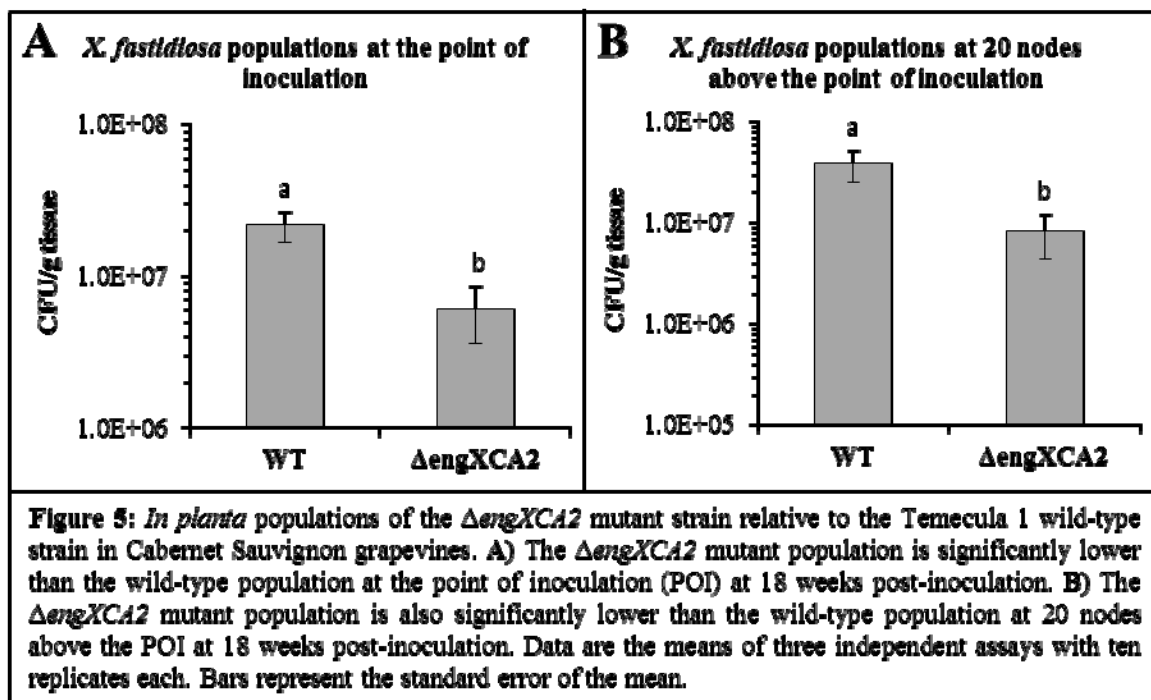 A
X. fastidiosa populations at the point of
inoculation
1.0E+08
a
1.0E+07
b
1.0E+06
CFU/g tissue
WT
ΔengXCA2
B
X. fastidiosa populations at 20 nodes
above the point of inoculation
1.0E+08
a
1.0E+07
b
1.0E+06
1.0E+05
CFU/g tissue
WT
ΔengXCA2
Figure 5: In planta populations of the ΔengXCA2 mutant strain relative to the Temecula 1 wild-type
strain in Cabernet Sauvignon grapevines. A) The ΔengXCA2 mutant population is significantly lower
than the wild-type population at the point of inoculation (POI) at 18 weeks post-inoculation. B) The
ΔengXCA2 mutant population is also significantly lower than the wild-type population at 20 nodes
above the POI at 18 weeks post-inoculation. Data are the means of three independent assays with ten
replicates each. Bars represent the standard error of the mean.